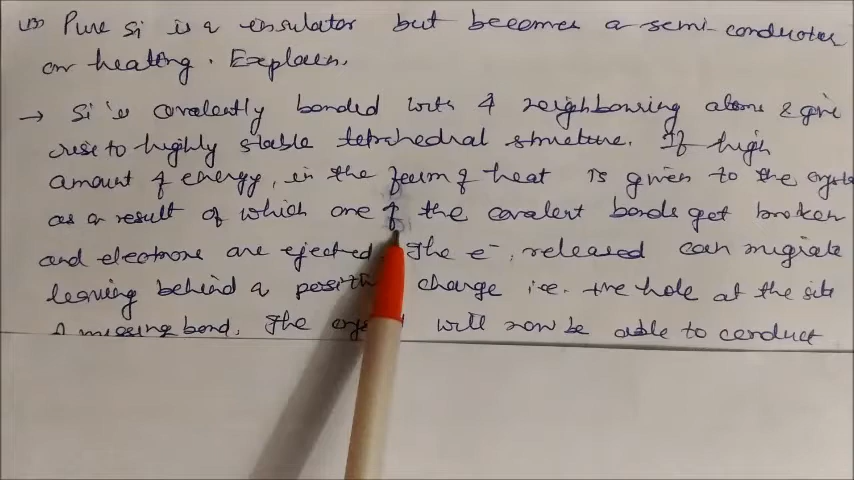 Pure Si is a insulator but becomes a semi-conductor
on heating. Explain.
→ Si is covalently bonded with 4 neighbouring atoms & give
rise to highly stable tetrahedral structure. If high
amount of energy, in the form of heat is given to the crystal
as a result of which one of the covalent bonds get broken
and electrons are ejected. The e⁻, released can migrate
leaving behind a positive charge i.e. the hole at the site
of missing bond. The will now be able to conduct